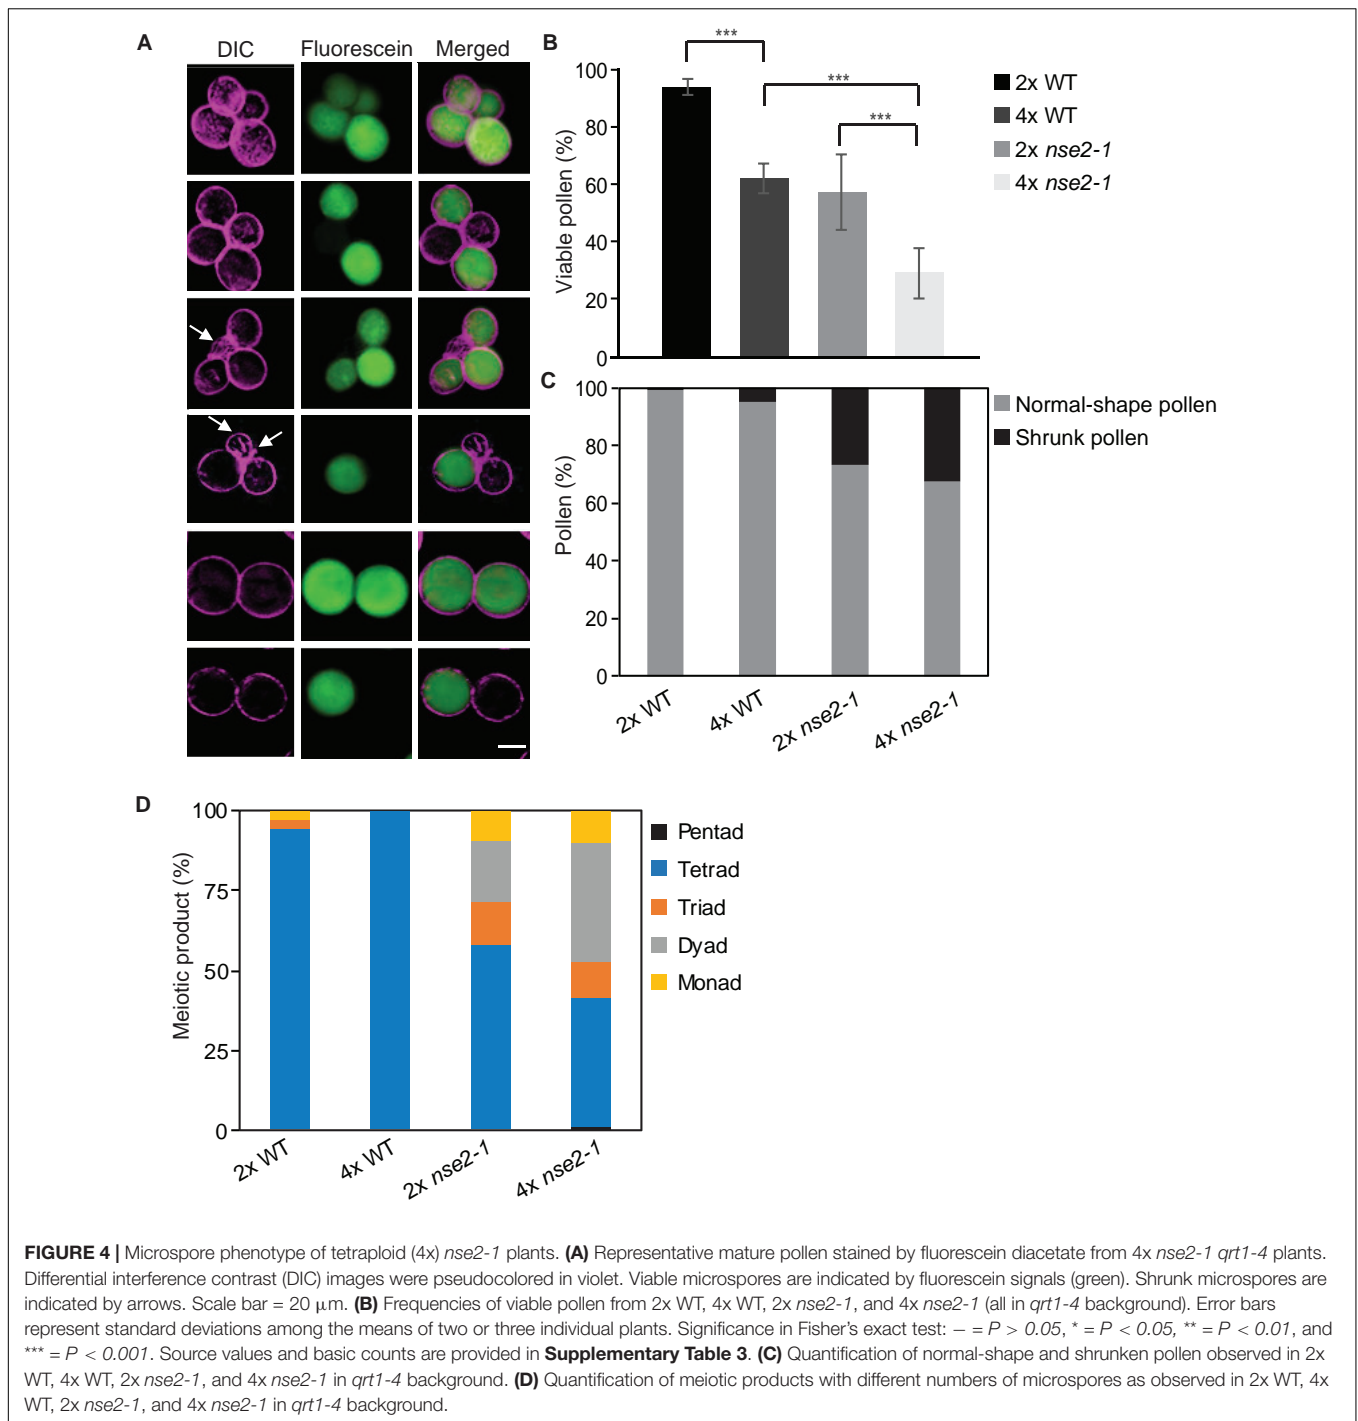 A
DIC Fluorescein Merged
B
***
***
***
100
80
60
40
20
0
Viable pollen (%)
2x WT
4x WT
2x nse2-1
4x nse2-1
C
100
80
60
40
20
0
Pollen (%)
Normal-shape pollen
Shrunk pollen
2x WT
4x WT
2x nse2-1
4x nse2-1
D
100
75
50
25
0
Meiotic product (%)
Pentad
Tetrad
Triad
Dyad
Monad
2x WT
4x WT
2x nse2-1
4x nse2-1
FIGURE 4 | Microspore phenotype of tetraploid (4x) nse2-1 plants. (A) Representative mature pollen stained by fluorescein diacetate from 4x nse2-1 qrt1-4 plants.
Differential interference contrast (DIC) images were pseudocolored in violet. Viable microspores are indicated by fluorescein signals (green). Shrunk microspores are
indicated by arrows. Scale bar = 20 μm. (B) Frequencies of viable pollen from 2x WT, 4x WT, 2x nse2-1, and 4x nse2-1 (all in qrt1-4 background). Error bars
represent standard deviations among the means of two or three individual plants. Significance in Fisher's exact test: – = P > 0.05, * = P < 0.05, ** = P < 0.01, and
*** = P < 0.001. Source values and basic counts are provided in Supplementary Table 3. (C) Quantification of normal-shape and shrunken pollen observed in 2x
WT, 4x WT, 2x nse2-1, and 4x nse2-1 in qrt1-4 background. (D) Quantification of meiotic products with different numbers of microspores as observed in 2x WT, 4x
WT, 2x nse2-1, and 4x nse2-1 in qrt1-4 background.